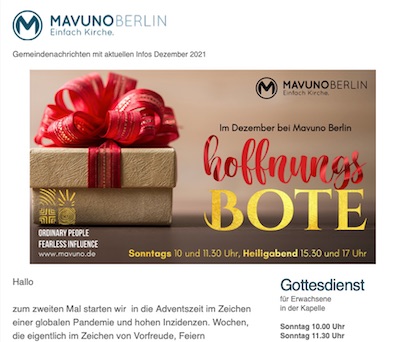 MAVUNOBERLIN
Einfach Kirche.
Gemeindenachrichten mit aktuellen Infos Dezember 2021
MAVUNOBERLIN
Einfach Kirche.
Im Dezember bei Mavuno Berlin
hoffnungs
BOTE
ORDINARY PEOPLE
FEARLESS INFLUENCE
www.mavuno.de
Sonntags 10 und 11.30 Uhr, Heiligabend 15.30 und 17 Uhr
Hallo
zum zweiten Mal starten wir in die Adventszeit im Zeichen
einer globalen Pandemie und hohen Inzidenzen. Wochen,
die eigentlich im Zeichen von Vorfreude, Feiern
Gottesdienst
für Erwachsene
in der Kapelle
Sonntag 10.00 Uhr
Sonntag 11.30 Uhr